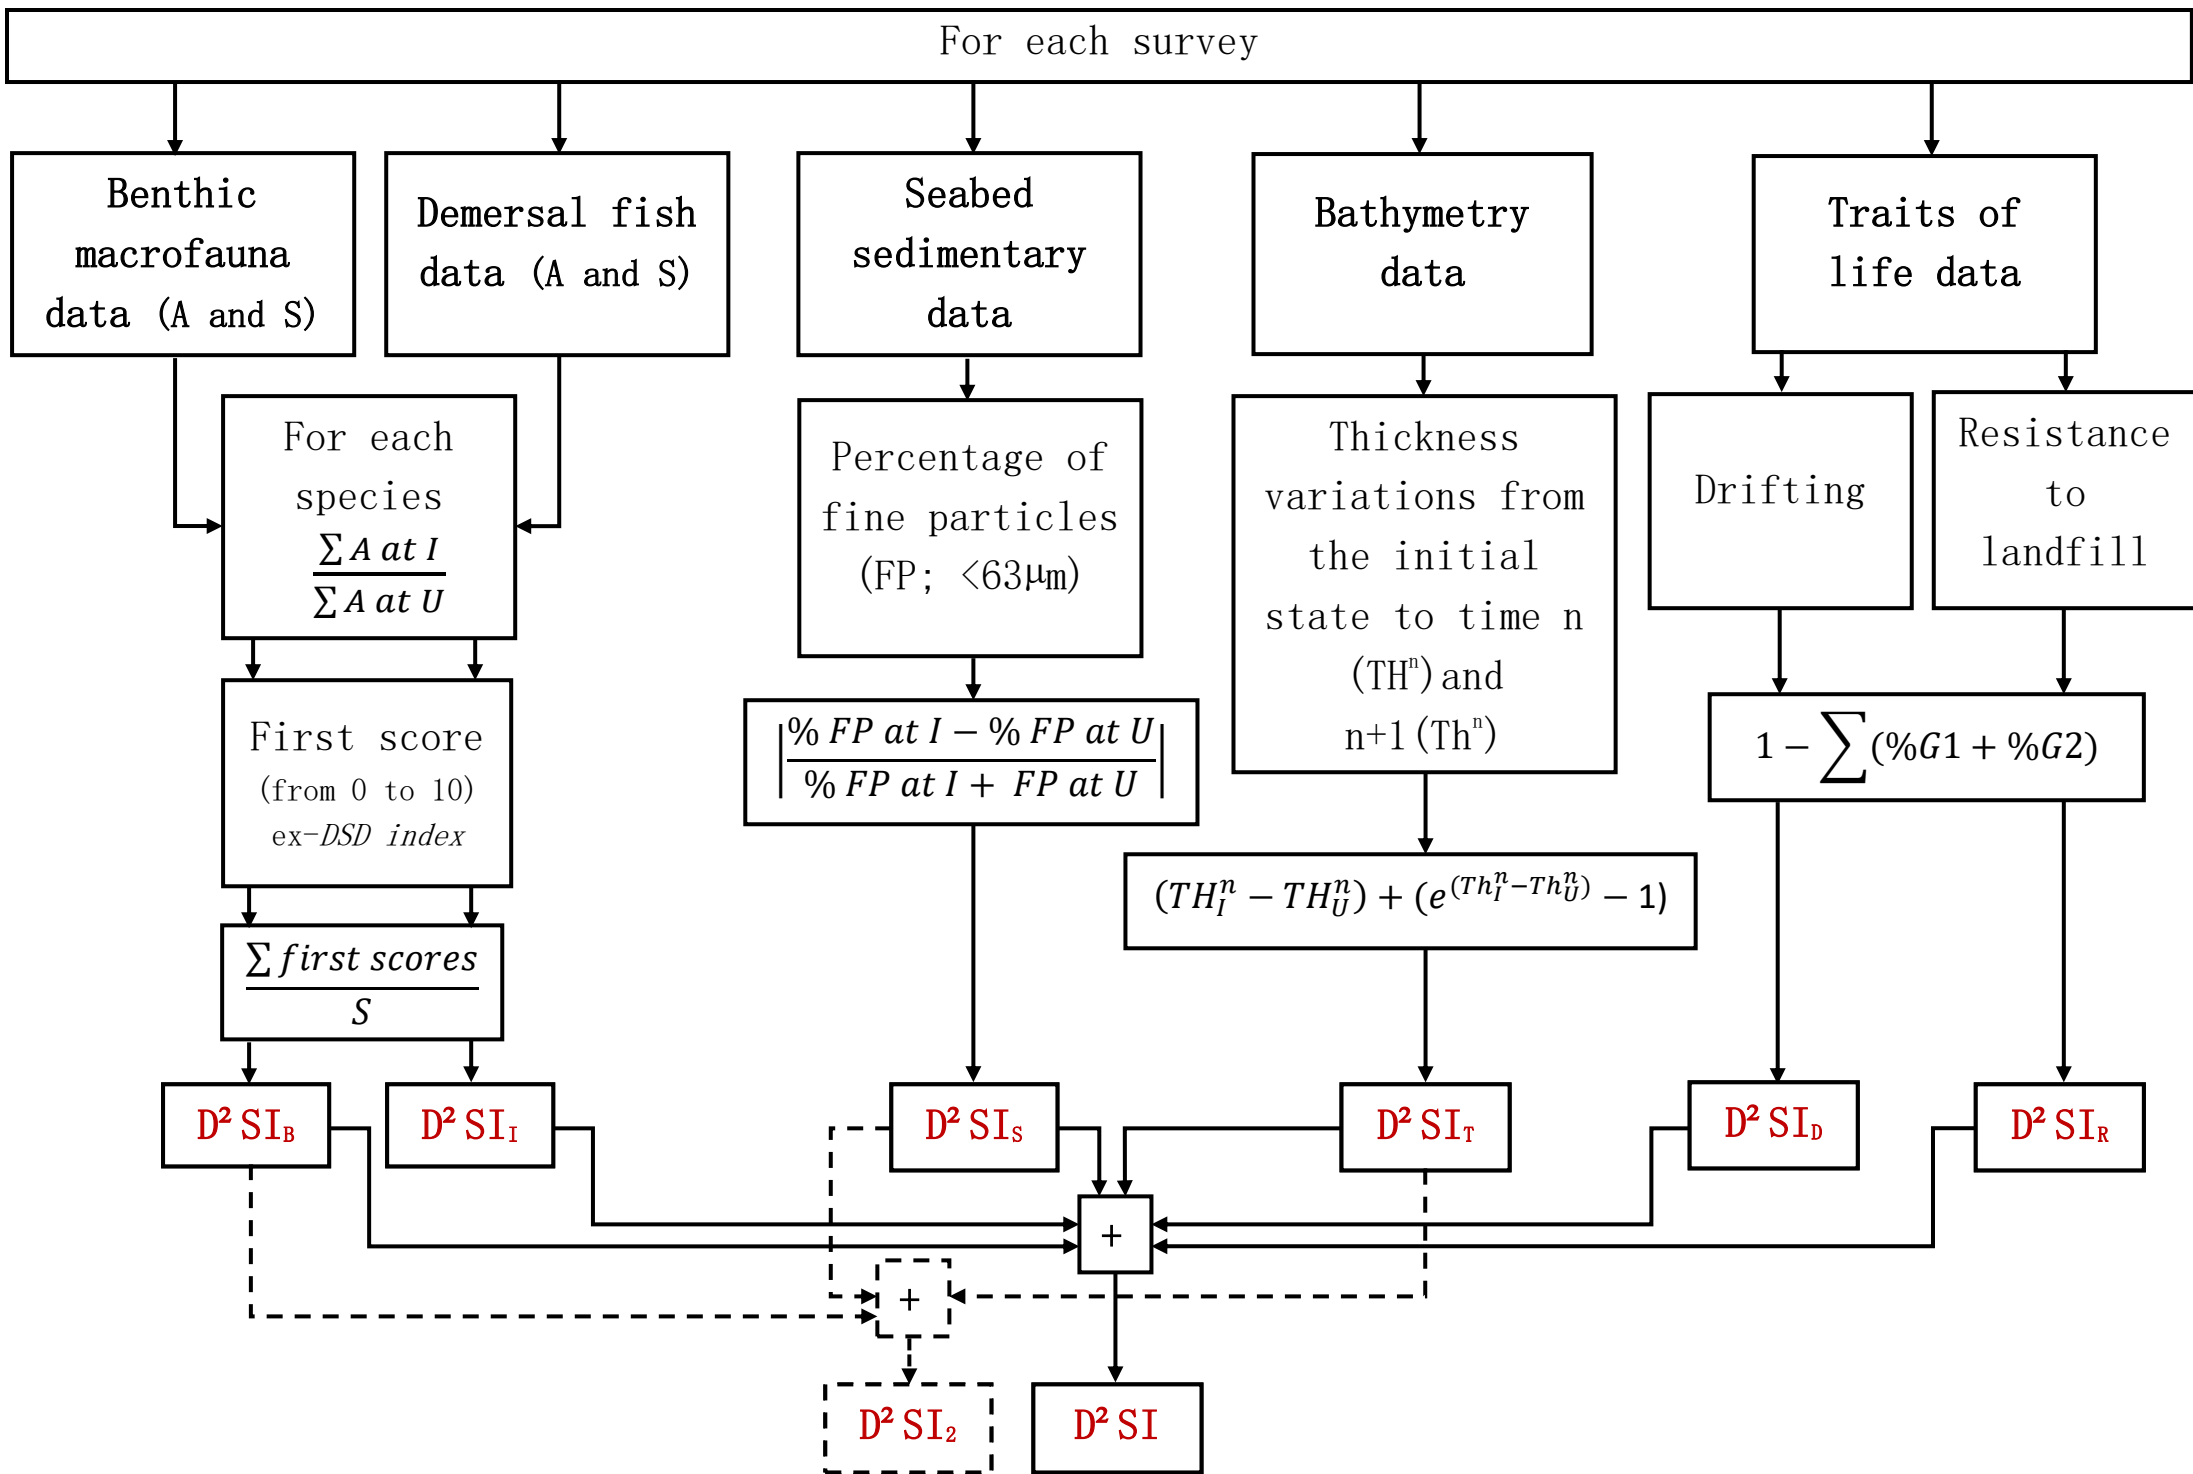 For each survey
Benthic
macrofauna
data (A and S)
Demersal fish
data (A and S)
Seabed
sedimentary
data
Bathymetry
data
Traits of
life data
For each
species
∑ A at I
∑ A at U
Percentage of
fine particles
(FP; <63μm)
Thickness
variations from
the initial
state to time n
(THⁿ) and
n+1 (Thⁿ)
Drifting
Resistance
to
landfill
First score
(from 0 to 10)
ex-DSD index
|% FP at I − % FP at U|
|% FP at I + FP at U|
1 − ∑(%G1 + %G2)
(TH_I^n − TH_U^n) + (e^(Th_I^n−Th_U^n) − 1)
∑ first scores
S
D² SI_B
D² SI_I
D² SI_S
D² SI_T
D² SI_D
D² SI_R
+
+
D² SI₂
D² SI